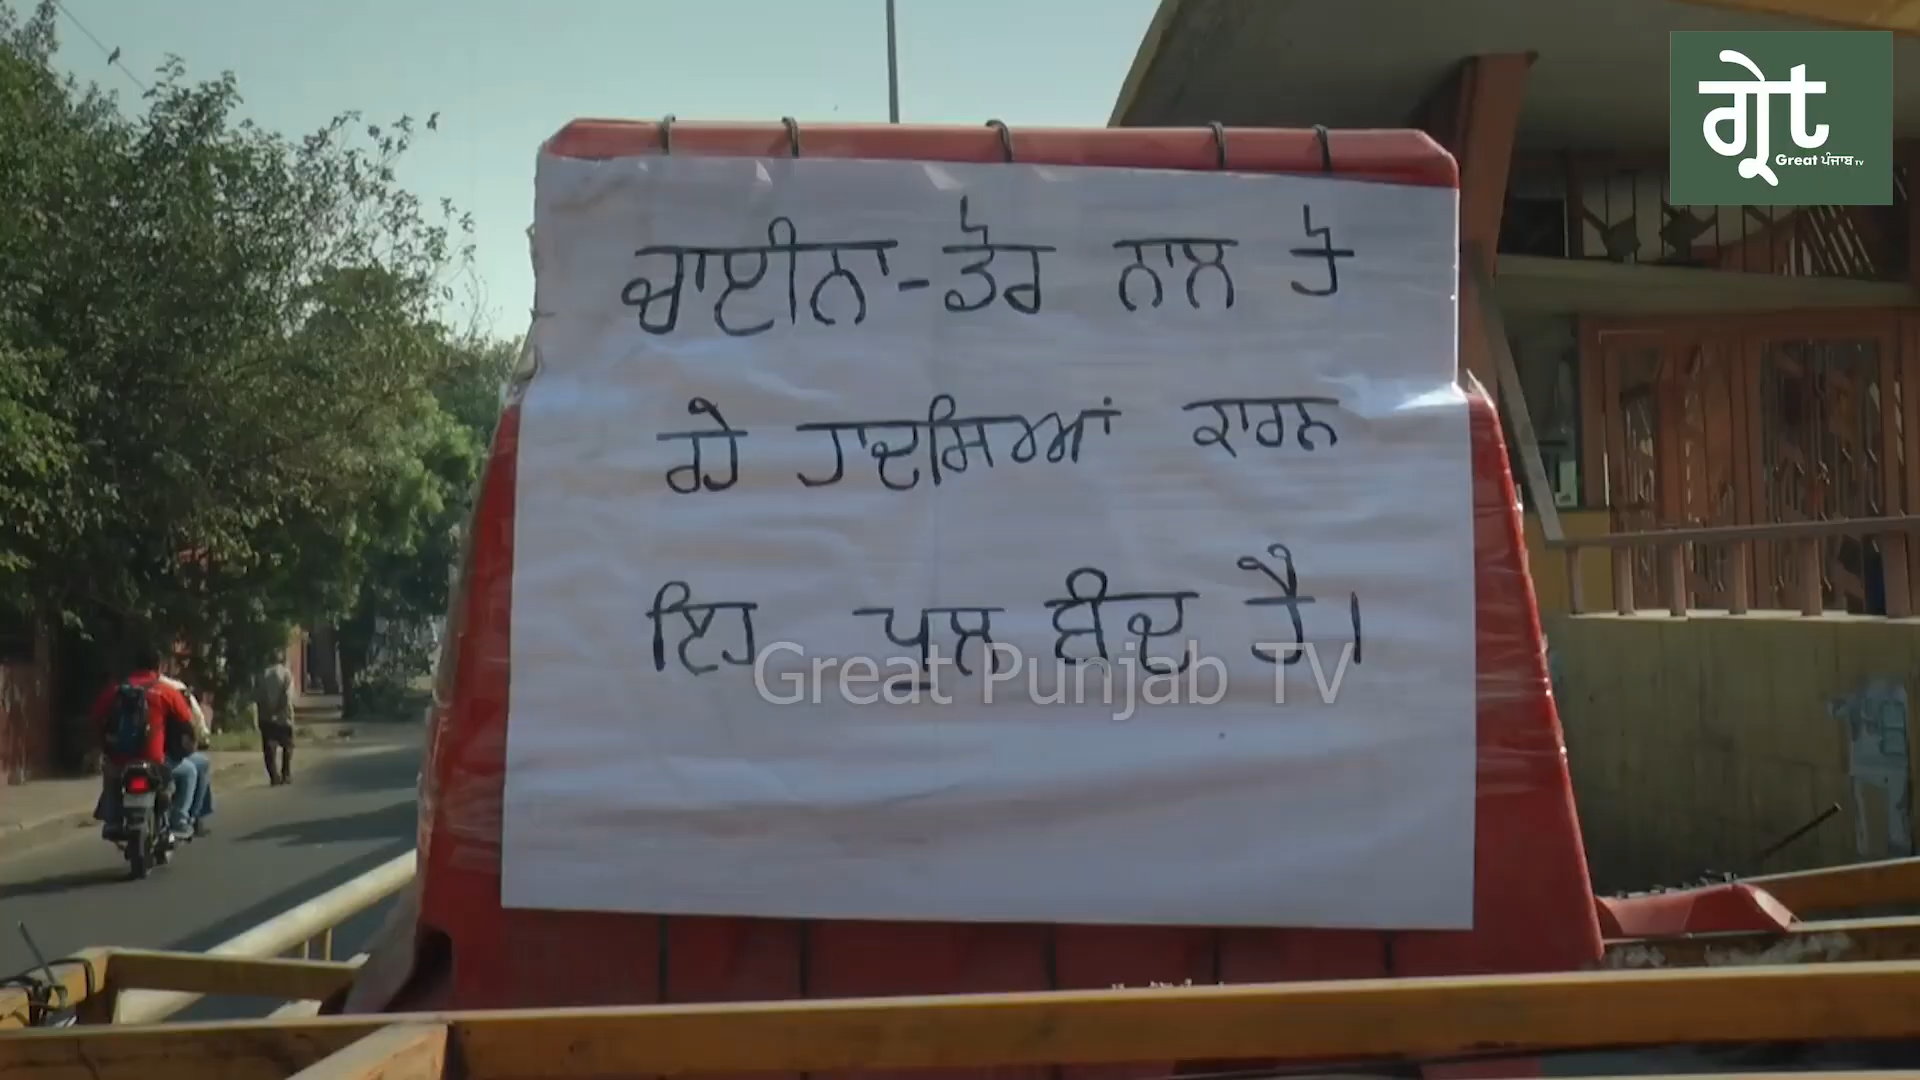 ਗ੍ਰੇt
Great ਪੰਜਾਬ TV
ਚਾਈਨਾ-ਡੋਰ ਨਾਲ ਹੋ
ਰਹੇ ਹਾਦਸਿਆਂ ਕਾਰਨ
ਇਹ ਪੁਲ ਬੰਦ ਹੈ।
Great Punjab TV